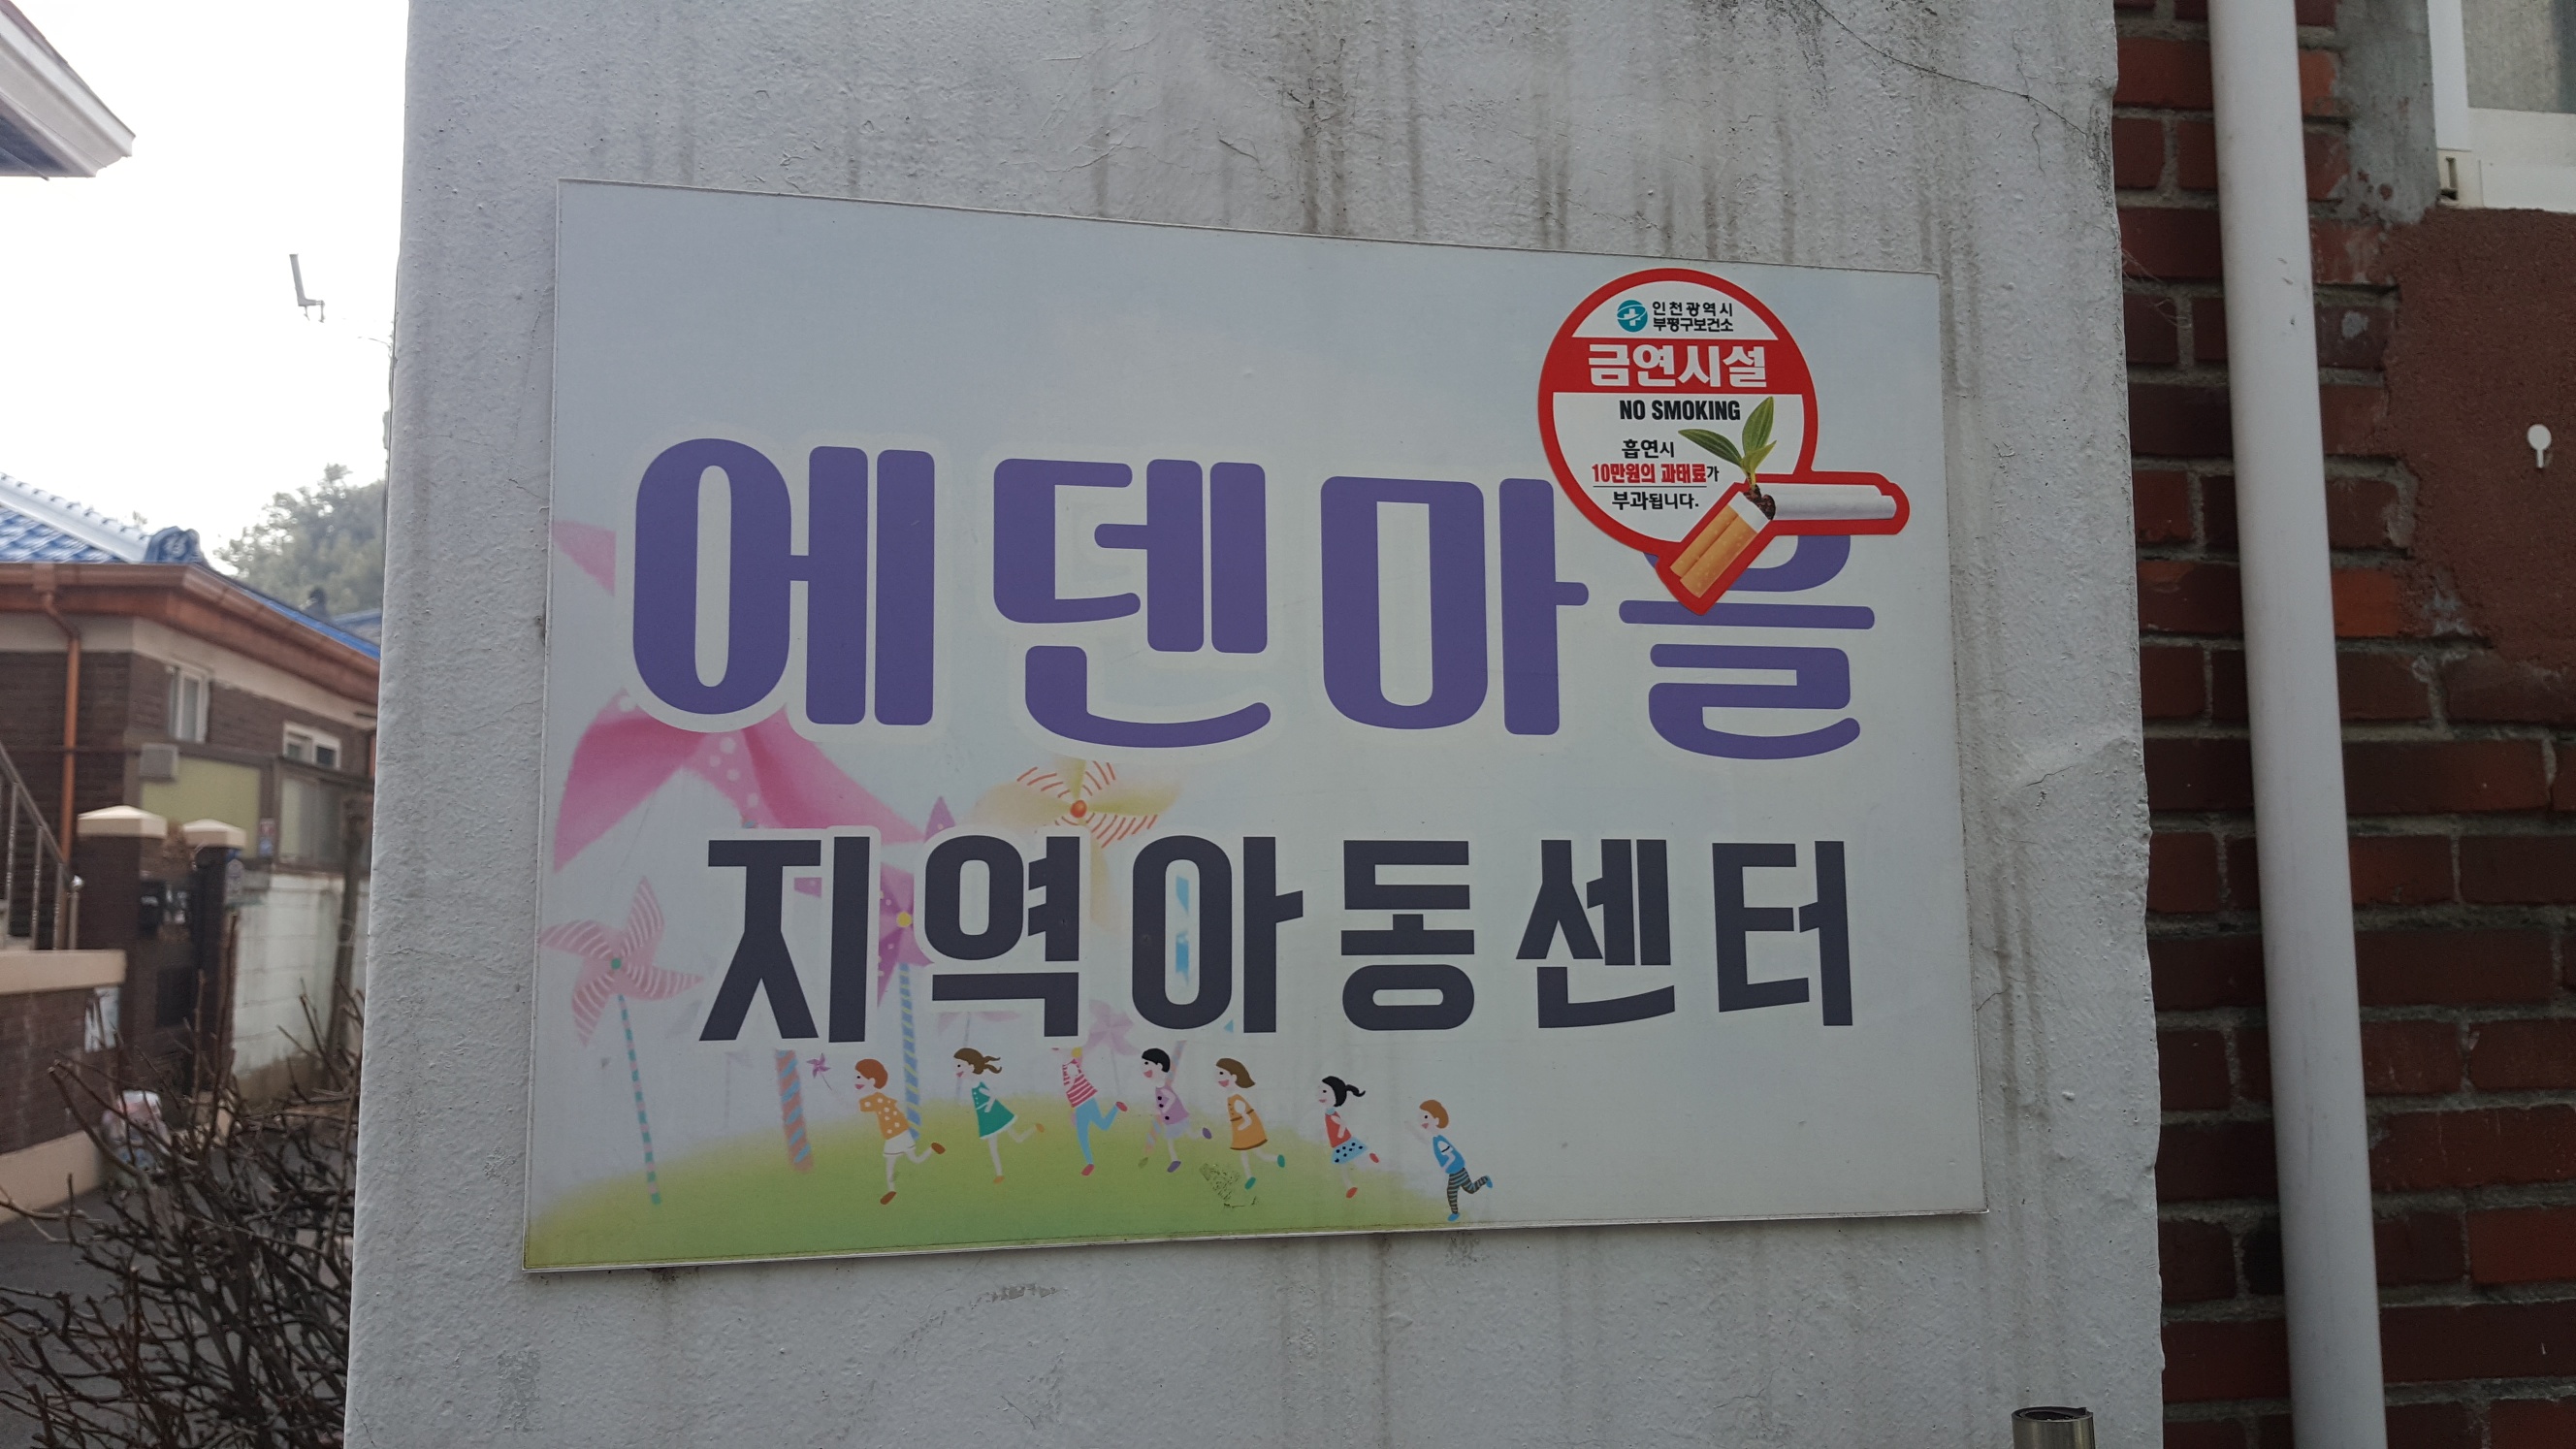 인천광역시
부평구보건소
금연시설
NO SMOKING
흡연시
10만원의 과태료가
부과됩니다.
에덴마을
지역아동센터